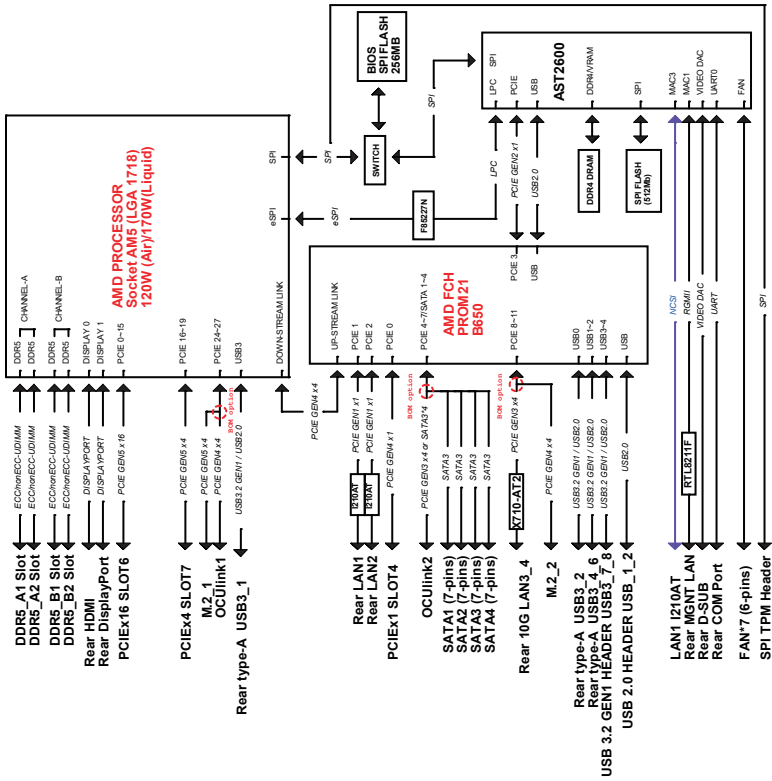 DDR5_A1 Slot
DDR5_A2 Slot
DDR5_B1 Slot
DDR5_B2 Slot
Rear HDMI
Rear DisplayPort
PCIEx16 SLOT6
PCIEx4 SLOT7
M.2_1
OCUlink1
Rear type-A USB3_1
Rear LAN1
Rear LAN2
PCIEx1 SLOT4
OCUlink2
SATA1 (7-pins)
SATA2 (7-pins)
SATA3 (7-pins)
SATA4 (7-pins)
Rear 10G LAN3_4
M.2_2
Rear type-A USB3_2
Rear type-A USB3_4_6
USB 3.2 GEN1 HEADER USB3_7_8
USB 2.0 HEADER USB_1_2
LAN1 I210AT
Rear MGNT LAN
Rear D-SUB
Rear COM Port
FAN*7 (6-pins)
SPI TPM Header
ECC/nonECC-UDIMM
ECC/nonECC-UDIMM
ECC/nonECC-UDIMM
ECC/nonECC-UDIMM
DISPLAYPORT
DISPLAYPORT
PCIE GEN5 x16
PCIE GEN5 x4
PCIE GEN5 x4
PCIE GEN4 x4
BOM option
USB3.2 GEN1 / USB2.0
PCIE GEN4 x4
PCIE GEN1 x1
I210AT
PCIE GEN1 x1
I210AT
PCIE GEN4 x1
PCIE GEN3 x4 or SATA3*4
BOM option
SATA3
SATA3
SATA3
SATA3
PCIE GEN3 x4
X710-AT2
BOM option
USB3.2 GEN1 / USB2.0
USB3.2 GEN1 / USB2.0
USB3.2 GEN1 / USB2.0
USB2.0
NCSI
RGMII
RTL8211F
VIDEO DAC
UART
SPI
DDR5
DDR5
CHANNEL-A
DDR5
DDR5
CHANNEL-B
DISPLAY 0
DISPLAY 1
PCIE 0~15
PCIE 16~19
PCIE 24~27
USB3
DOWN-STREAM LINK
AMD PROCESSOR
Socket AM5 (LGA 1718)
120W (Air)/170W(Liquid)
eSPI
SPI
UP-STREAM LINK
PCIE 1
PCIE 2
PCIE 0
PCIE 4~7/SATA 1~4
PCIE 8~11
USB0
USB1~2
USB3~4
USB
AMD FCH
PROM21
B650
PCIE 3
USB
eSPI
F85227N
LPC
SPI
SWITCH
BIOS
SPI FLASH
256MB
SPI
PCIE GEN2 x1
USB2.0
DDR4 DRAM
SPI FLASH
(512Mb)
LPC
SPI
PCIE
USB
AST2600
DDR4/VRAM
SPI
MAC3
MAC1
VIDEO DAC
UART0
FAN